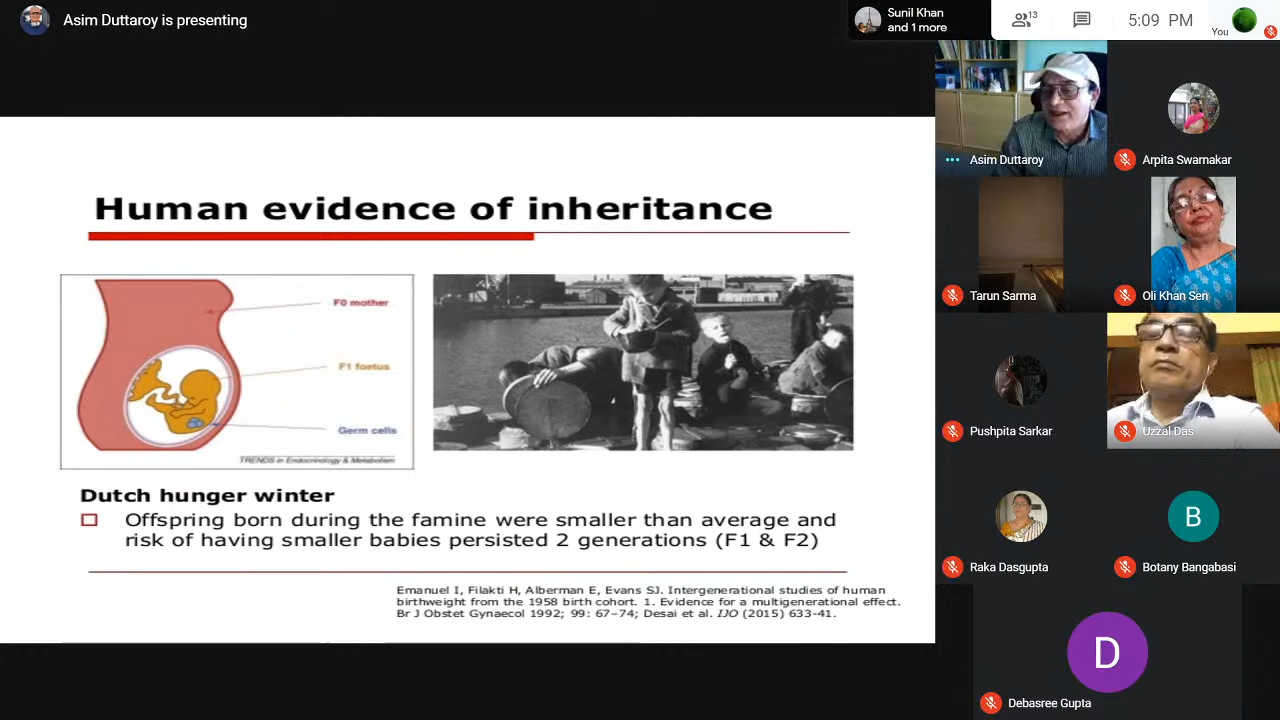 Asim Duttaroy is presenting
Sunil Khan
and 1 more
13
5:09 PM
You
Human evidence of inheritance
F0 mother
F1 foetus
Germ cells
TRENDS in Endocrinology & Metabolism
Dutch hunger winter
Offspring born during the famine were smaller than average and
risk of having smaller babies persisted 2 generations (F1 & F2)
Emanuel I, Filakti H, Alberman E, Evans SJ. Intergenerational studies of human
birthweight from the 1958 birth cohort. 1. Evidence for a multigenerational effect.
Br J Obstet Gynaecol 1992; 99: 67–74; Desai et al. IJO (2015) 633-41.
Asim Duttaroy
Arpita Swarnakar
Tarun Sarma
Oli Khan Sen
Pushpita Sarkar
Uzzal Das
Raka Dasgupta
B
Botany Bangabasi
D
Debasree Gupta